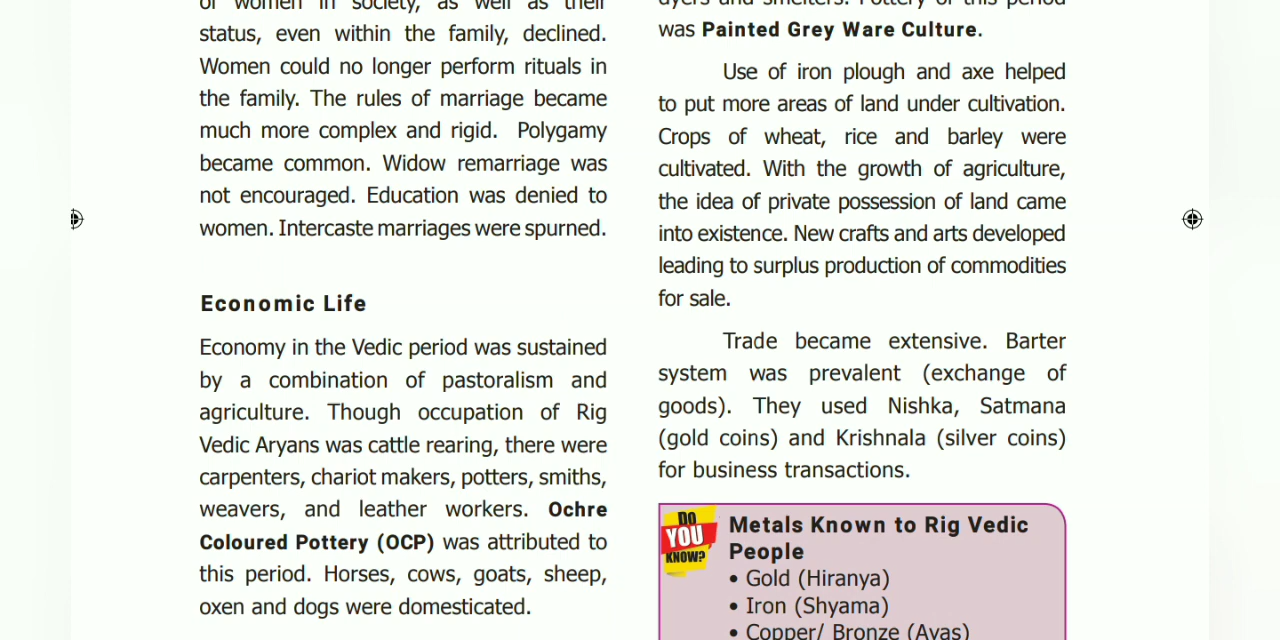 of women in society, as well as their
status, even within the family, declined.
Women could no longer perform rituals in
the family. The rules of marriage became
much more complex and rigid. Polygamy
became common. Widow remarriage was
not encouraged. Education was denied to
women. Intercaste marriages were spurned.
Economic Life
Economy in the Vedic period was sustained
by a combination of pastoralism and
agriculture. Though occupation of Rig
Vedic Aryans was cattle rearing, there were
carpenters, chariot makers, potters, smiths,
weavers, and leather workers. Ochre
Coloured Pottery (OCP) was attributed to
this period. Horses, cows, goats, sheep,
oxen and dogs were domesticated.
dyers and smelters. Pottery of this period
was Painted Grey Ware Culture.
Use of iron plough and axe helped
to put more areas of land under cultivation.
Crops of wheat, rice and barley were
cultivated. With the growth of agriculture,
the idea of private possession of land came
into existence. New crafts and arts developed
leading to surplus production of commodities
for sale.
Trade became extensive. Barter
system was prevalent (exchange of
goods). They used Nishka, Satmana
(gold coins) and Krishnala (silver coins)
for business transactions.
DO
YOU
KNOW?
Metals Known to Rig Vedic
People
• Gold (Hiranya)
• Iron (Shyama)
• Copper/ Bronze (Ayas)